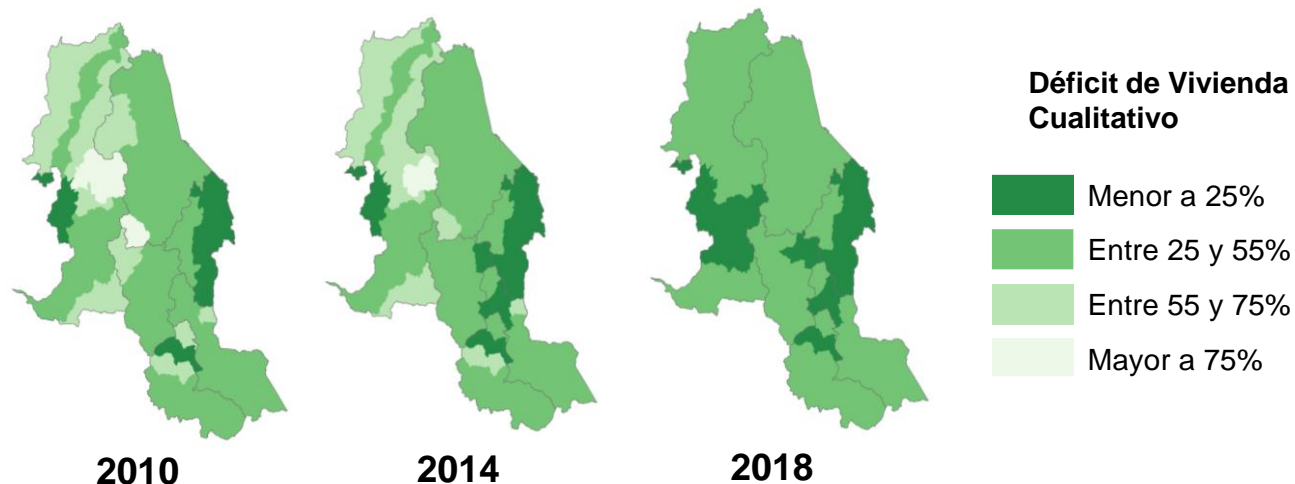 Déficit de Vivienda
Cualitativo
Menor a 25%
Entre 25 y 55%
Entre 55 y 75%
Mayor a 75%
2010
2014
2018